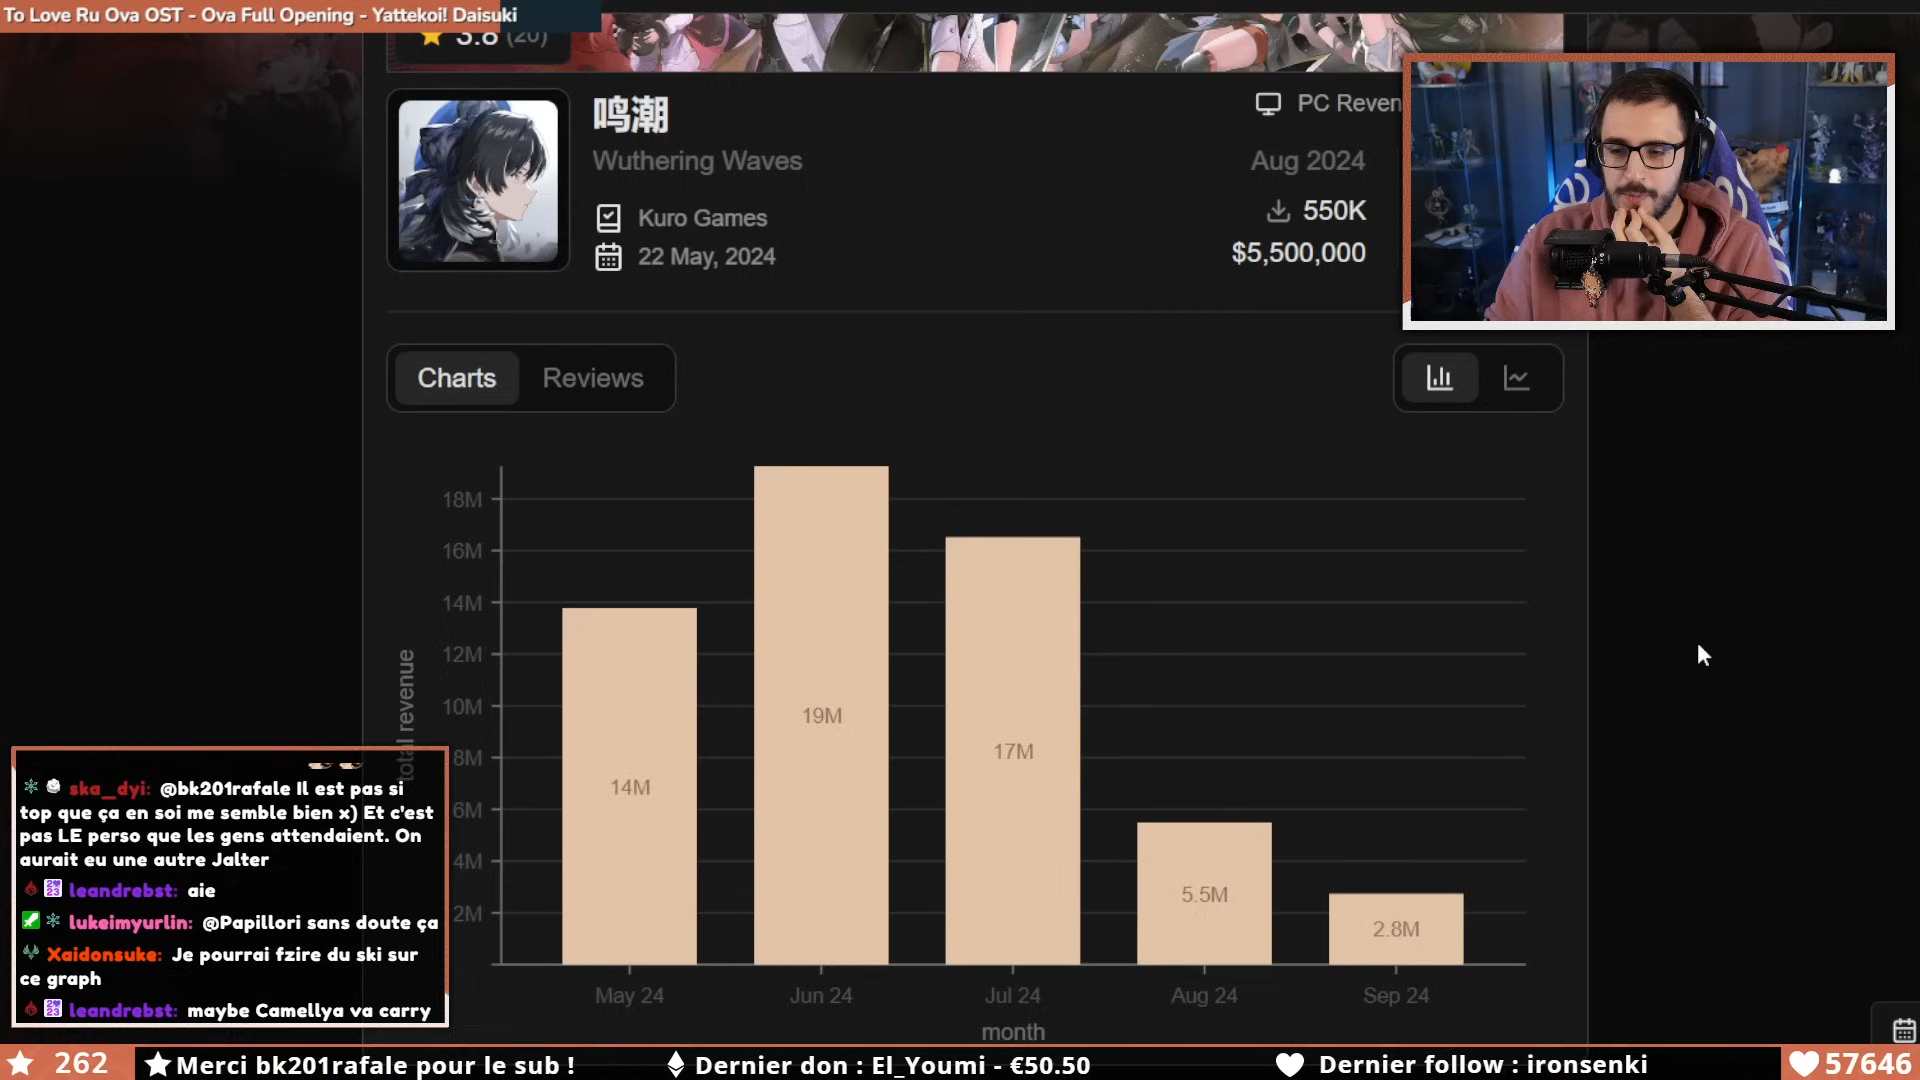 To Love Ru Ova OST - Ova Full Opening - Yattekoi! Daisuki
3.8 (20)
鸣潮
Wuthering Waves
Kuro Games
22 May, 2024
PC Reven
Aug 2024
550K
$5,500,000
Charts
Reviews
18M
16M
14M
12M
10M
8M
6M
4M
2M
total revenue
14M
19M
17M
5.5M
2.8M
May 24
Jun 24
Jul 24
Aug 24
Sep 24
month
ska_dyi: @bk201rafale Il est pas si
top que ça en soi me semble bien x) Et c'est
pas LE perso que les gens attendaient. On
aurait eu une autre Jalter
leandrebst: aie
lukeimyurlin: @Papillori sans doute ça
Xaidonsuke: Je pourrai fzire du ski sur
ce graph
leandrebst: maybe Camellya va carry
262
Merci bk201rafale pour le sub !
Dernier don : El_Youmi - €50.50
Dernier follow : ironsenki
57646